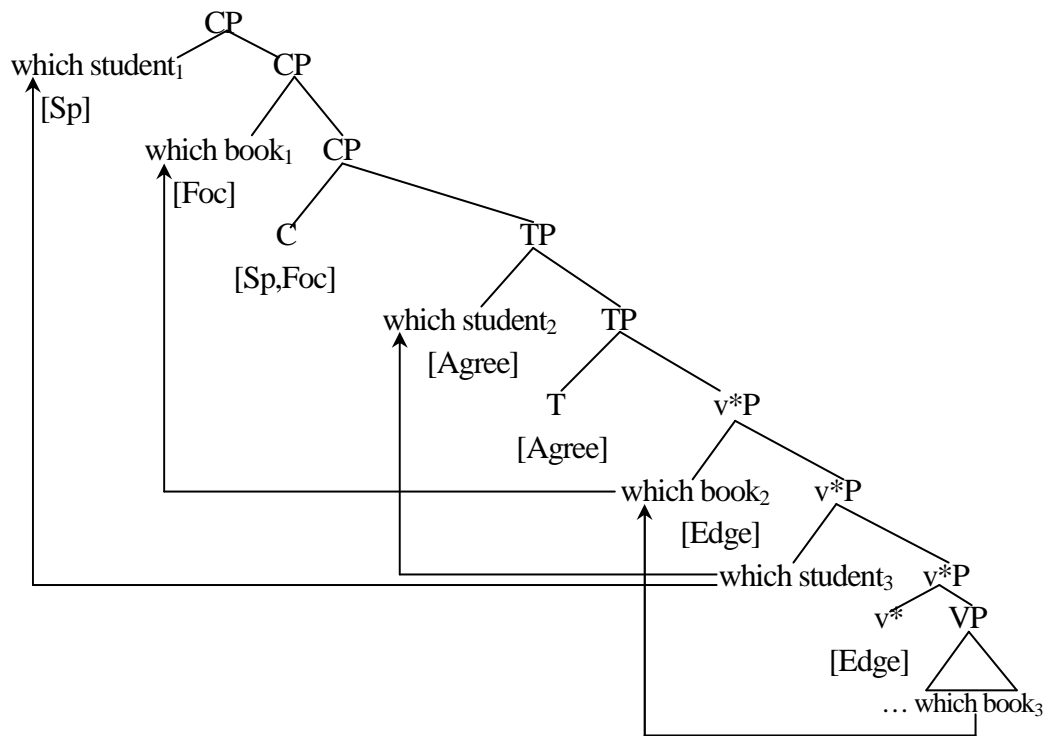 CP
which student₁ CP
[Sp]
which book₁ CP
[Foc]
C TP
[Sp,Foc]
which student₂ TP
[Agree]
T v*P
[Agree]
which book₂ v*P
[Edge]
which student₃ v*P
v* VP
[Edge]
… which book₃